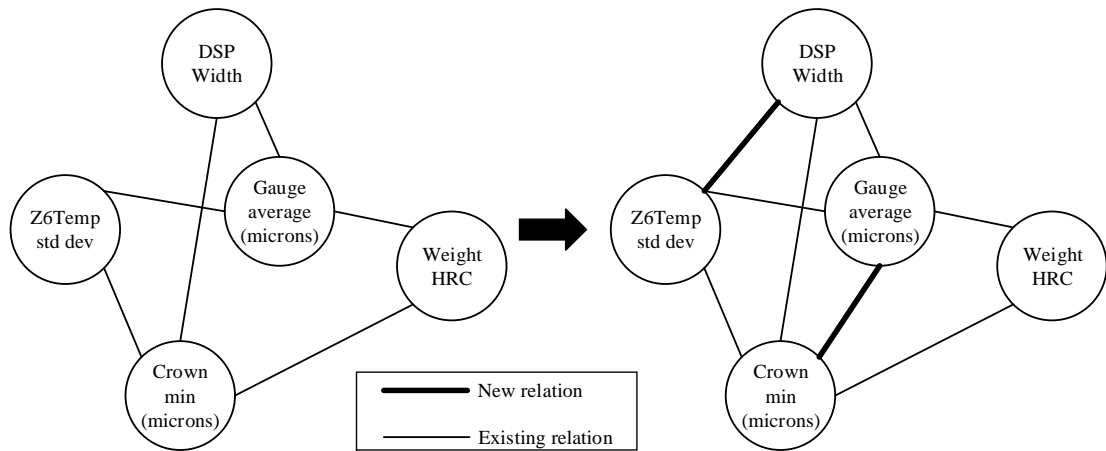 DSP
Width
Z6Temp
std dev
Gauge
average
(microns)
Weight
HRC
Crown
min
(microns)
DSP
Width
Z6Temp
std dev
Gauge
average
(microns)
Weight
HRC
Crown
min
(microns)
New relation
Existing relation